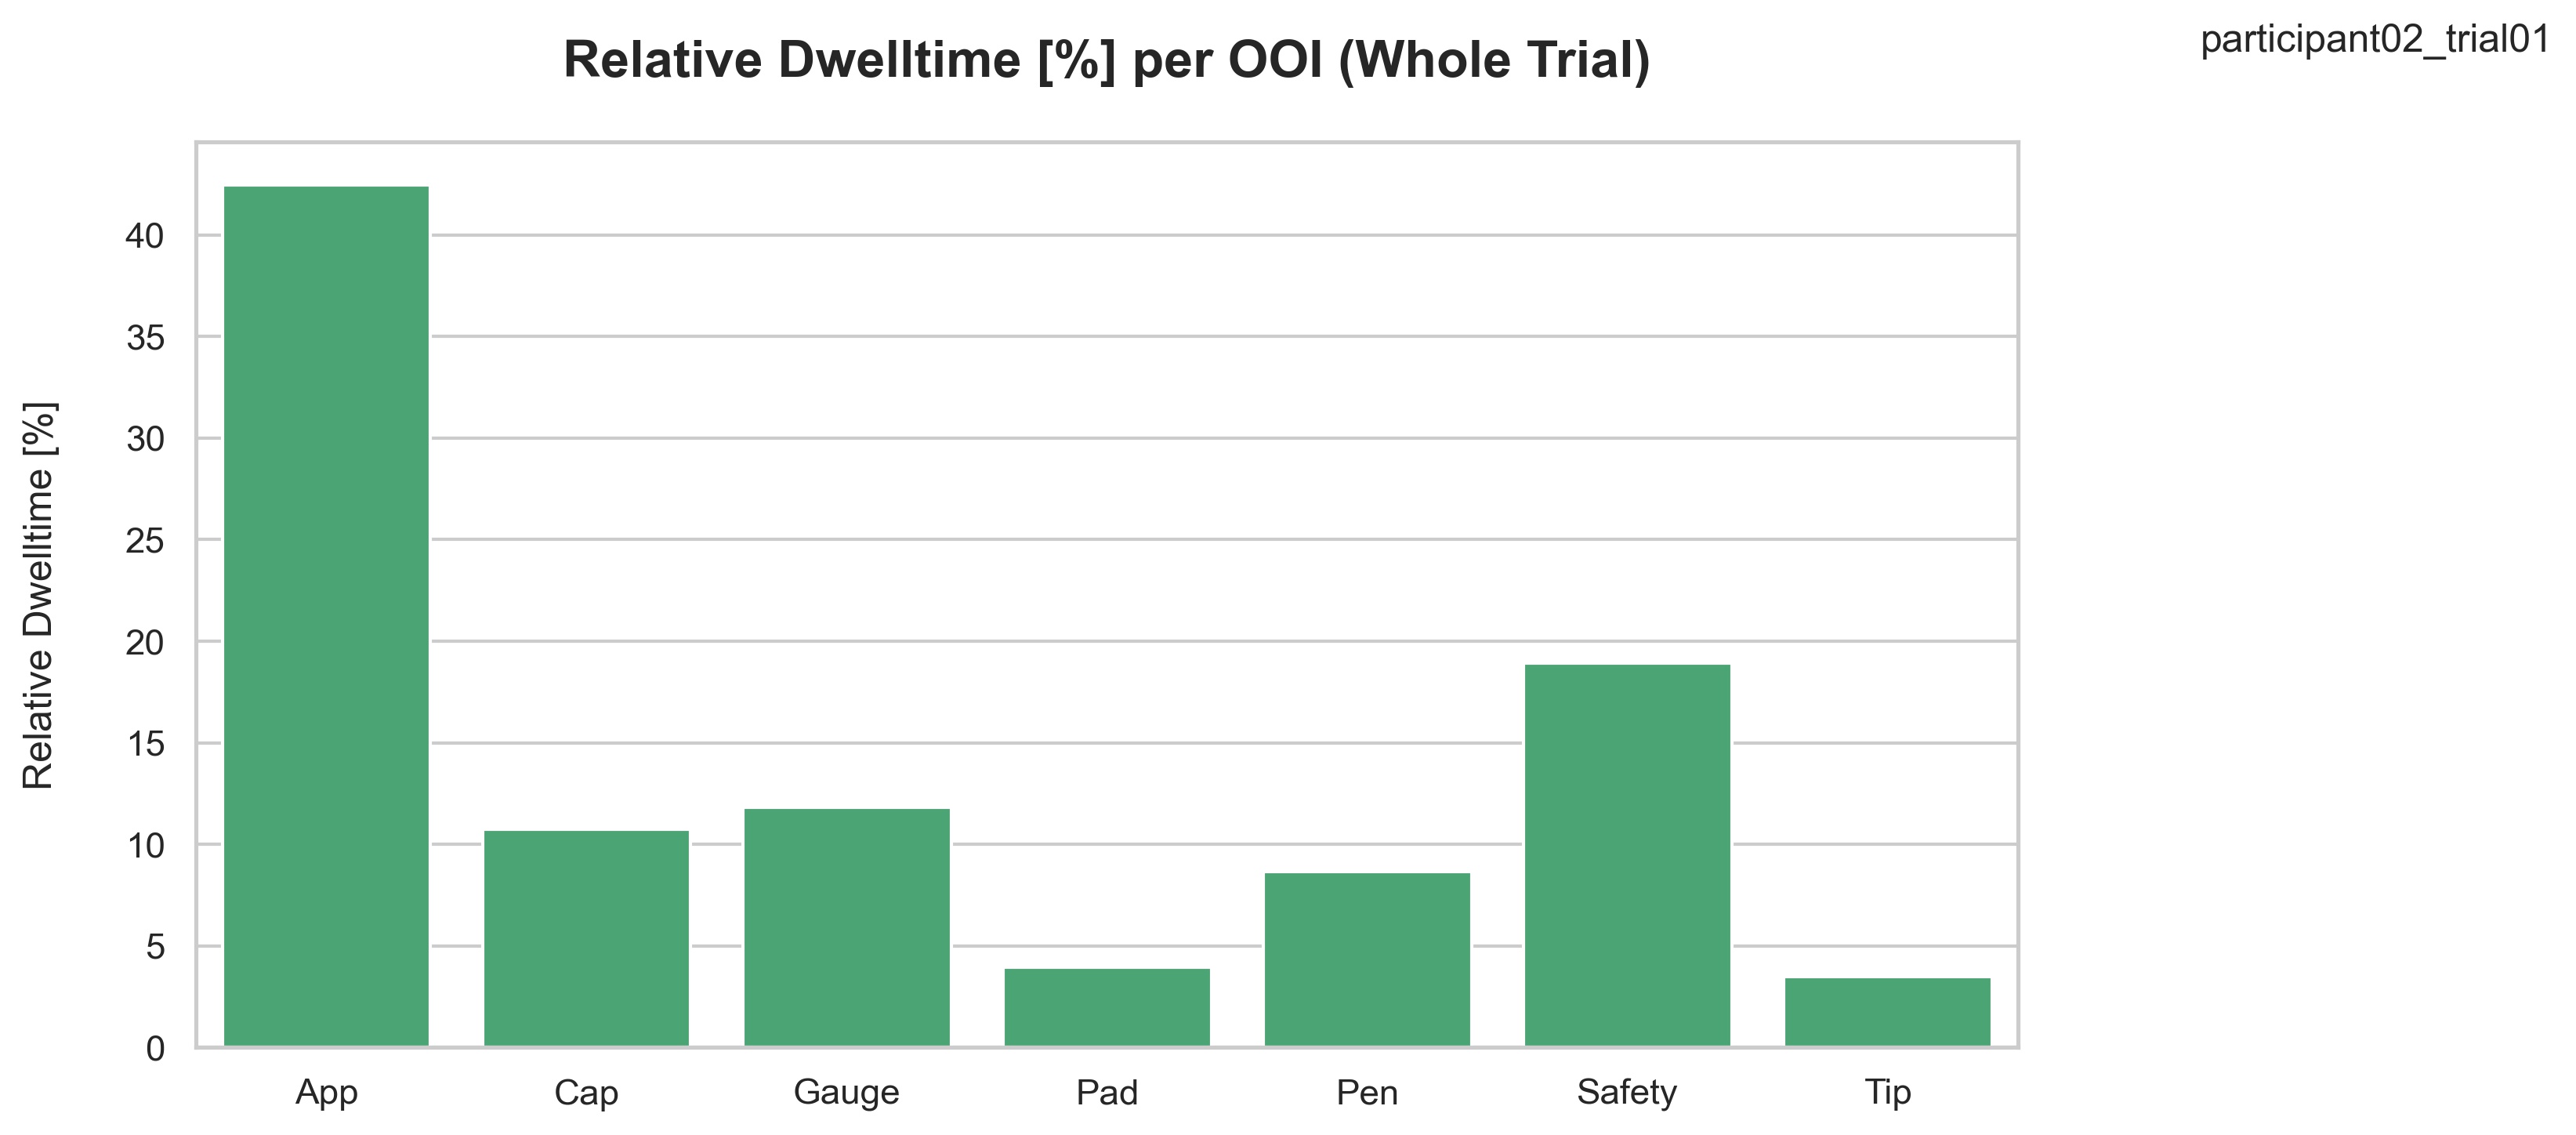 participant02_trial01
Relative Dwelltime [%] per OOI (Whole Trial)
Relative Dwelltime [%]
40
35
30
25
20
15
10
5
0
App Cap Gauge Pad Pen Safety Tip